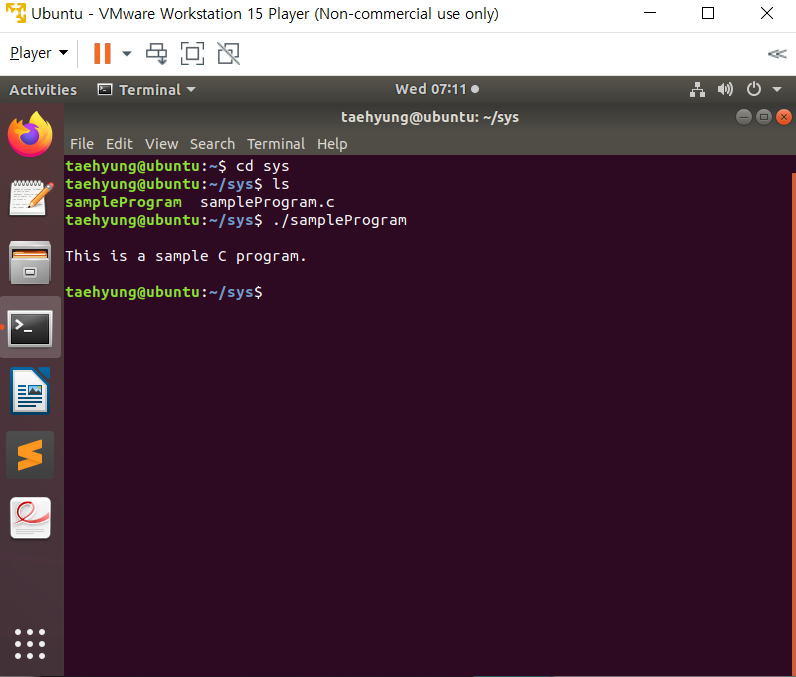 Ubuntu - VMware Workstation 15 Player (Non-commercial use only)
Player
Activities Terminal Wed 07:11
taehyung@ubuntu: ~/sys
File Edit View Search Terminal Help
taehyung@ubuntu:~$ cd sys
taehyung@ubuntu:~/sys$ ls
sampleProgram sampleProgram.c
taehyung@ubuntu:~/sys$ ./sampleProgram
This is a sample C program.
taehyung@ubuntu:~/sys$